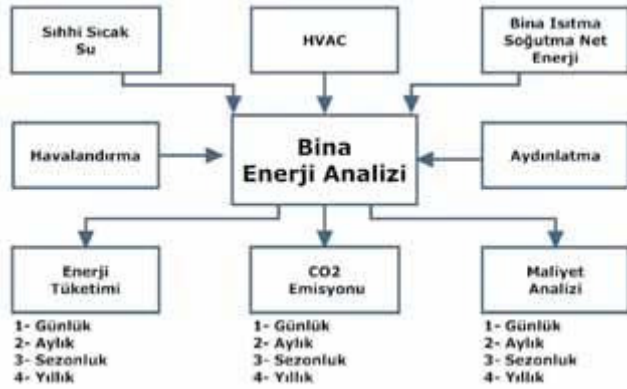 Sıhhi Sıcak
Su
HVAC
Bina Isıtma
Soğutma Net
Enerji
Havalandırma
Bina
Enerji Analizi
Aydınlatma
Enerji
Tüketimi
CO2
Emisyonu
Maliyet
Analizi
1- Günlük
2- Aylık
3- Sezonluk
4- Yıllık
1- Günlük
2- Aylık
3- Sezonluk
4- Yıllık
1- Günlük
2- Aylık
3- Sezonluk
4- Yıllık